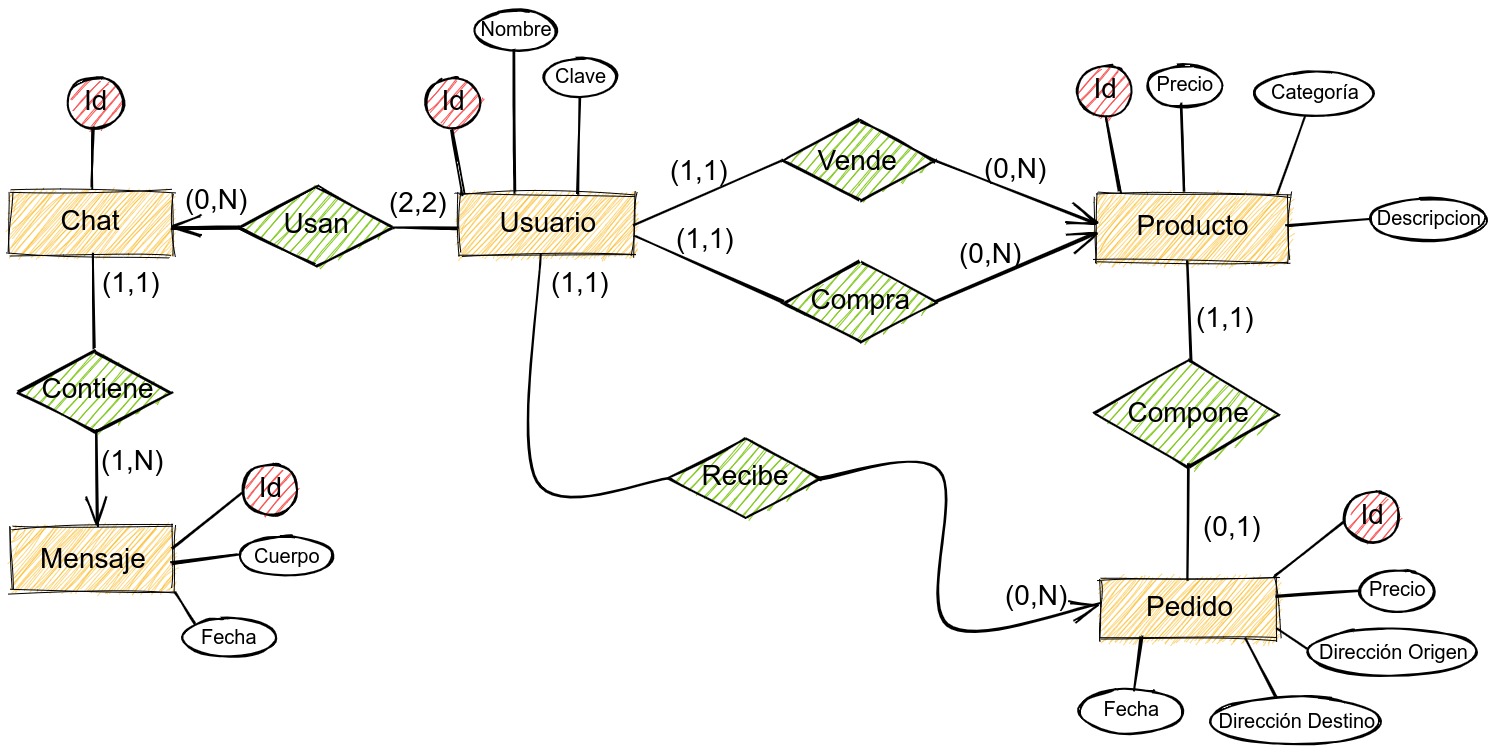 Nombre
Clave
Id
Id
Id
Precio
Categoría
Chat
(0,N)
Usan
(2,2)
Usuario
(1,1)
Vende
(0,N)
Producto
Descripcion
(1,1)
Compra
(0,N)
(1,1)
(1,1)
(1,1)
Contiene
Compone
(1,N)
Recibe
Id
Id
(0,1)
Mensaje
Cuerpo
(0,N)
Pedido
Precio
Fecha
Dirección Origen
Fecha
Dirección Destino